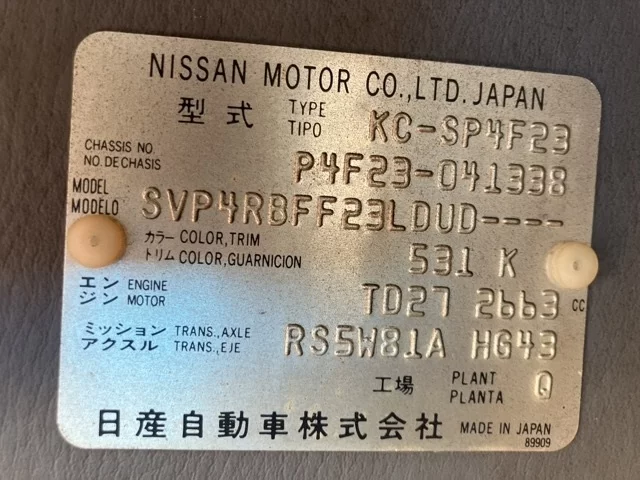 NISSAN MOTOR CO.,LTD. JAPAN
型式 TYPE TIPO KC-SP4F23
CHASSIS NO. NO. DE CHASIS P4F23-041338
MODEL MODELO SVP4RBFF23LDUD----
カラー COLOR,TRIM トリム COLOR,GUARNICION 531 K
エンジン ENGINE MOTOR TD27 2663 CC
ミッション TRANS., AXLE アクスル TRANS., EJE RS5W81A HG43
工場 PLANT PLANTA Q
日産自動車株式会社 MADE IN JAPAN
89909